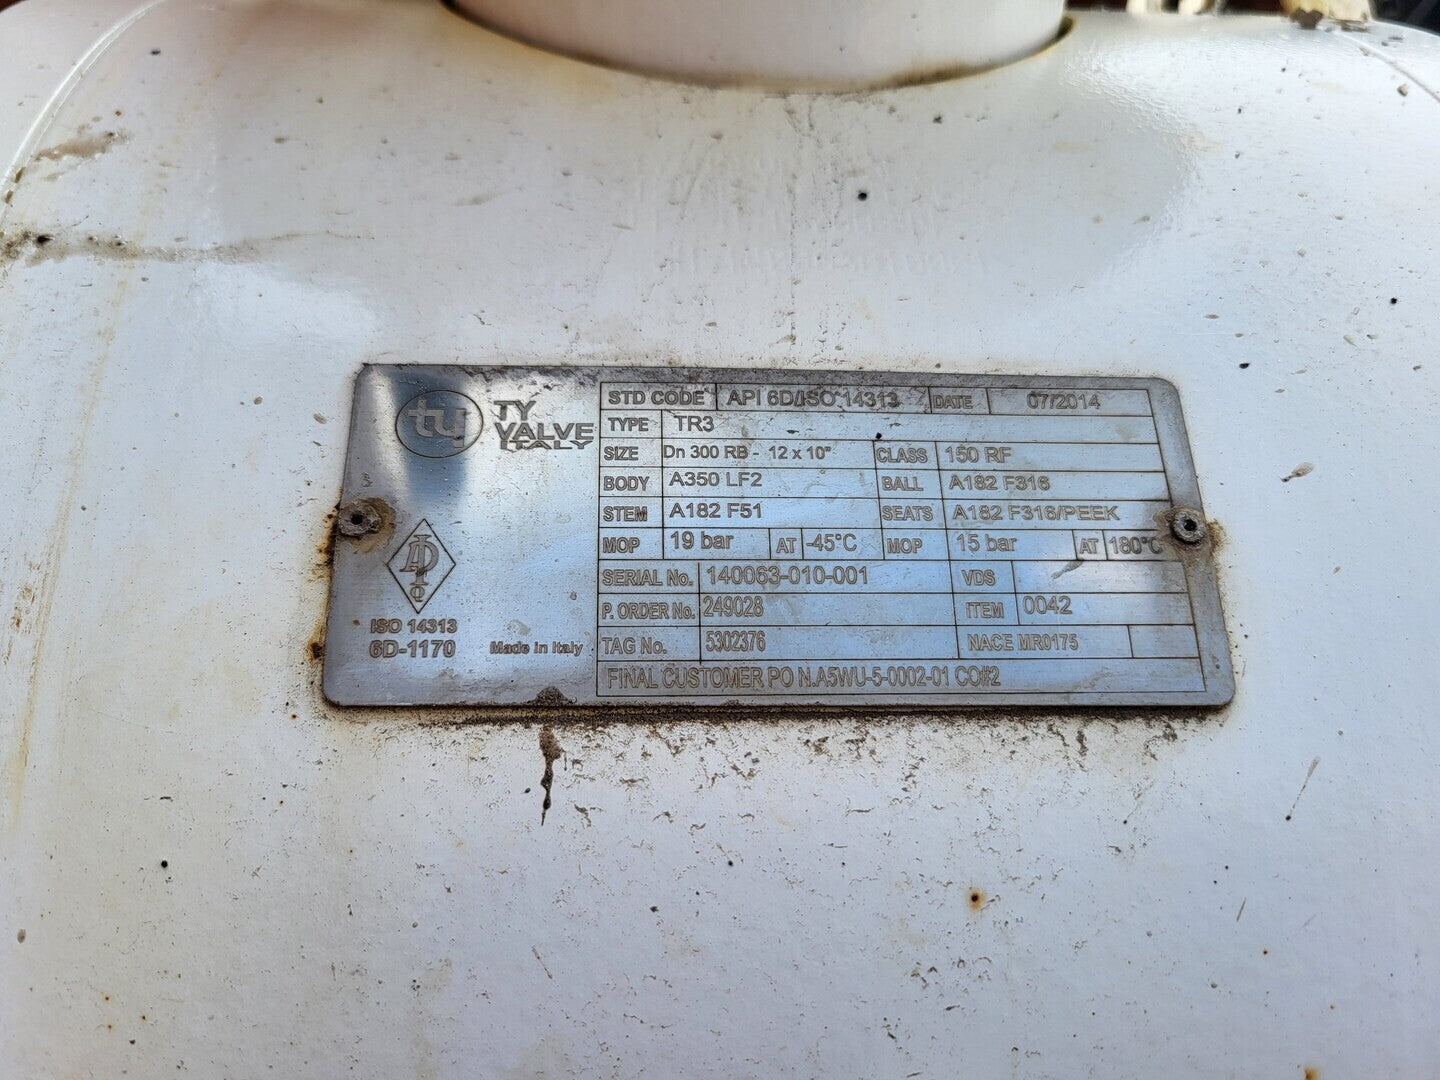 ty TY VALVE ITALY
STD CODE API 6D/ISO 14313 DATE 07/2014
TYPE TR3
SIZE Dn 300 RB - 12 x 10" CLASS 150 RF
BODY A350 LF2 BALL A182 F316
STEM A182 F51 SEATS A182 F316/PEEK
MOP 19 bar AT -45°C MOP 15 bar AT 180°C
SERIAL No. 140063-010-001 VDS
P. ORDER No. 249028 ITEM 0042
TAG No. 5302376 NACE MR0175
FINAL CUSTOMER PO N.A5WU-5-0002-01 CO#2
API
ISO 14313
6D-1170
Made in Italy